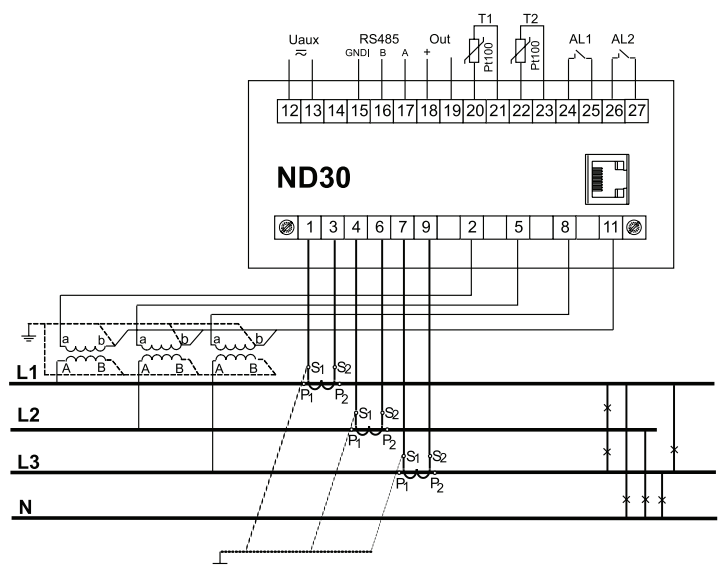 T1 T2
Uaux RS485 Out AL1 AL2
≂ GND| B A + Pt100 Pt100
12 13 14 15 16 17 18 19 20 21 22 23 24 25 26 27
ND30
1 3 4 6 7 9 2 5 8 11
a b a b a b
A B A B A B
S1 S2
L1
P1 P2
S1 S2
L2
P1 P2
S1 S2
L3
P1 P2
N